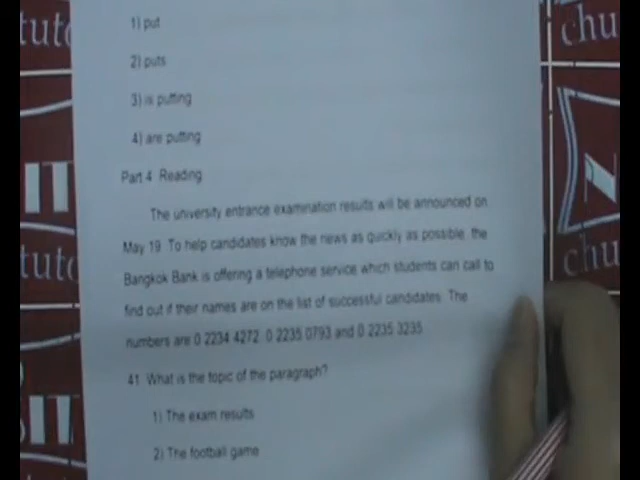 1) put
2) puts
3) is putting
4) are putting
Part 4 Reading
The university entrance examination results will be announced on
May 19. To help candidates know the news as quickly as possible, the
Bangkok Bank is offering a telephone service which students can call to
find out if their names are on the list of successful candidates. The
numbers are 0 2234 4272, 0 2235 0793 and 0 2235 3235
41. What is the topic of the paragraph?
1) The exam results
2) The football game